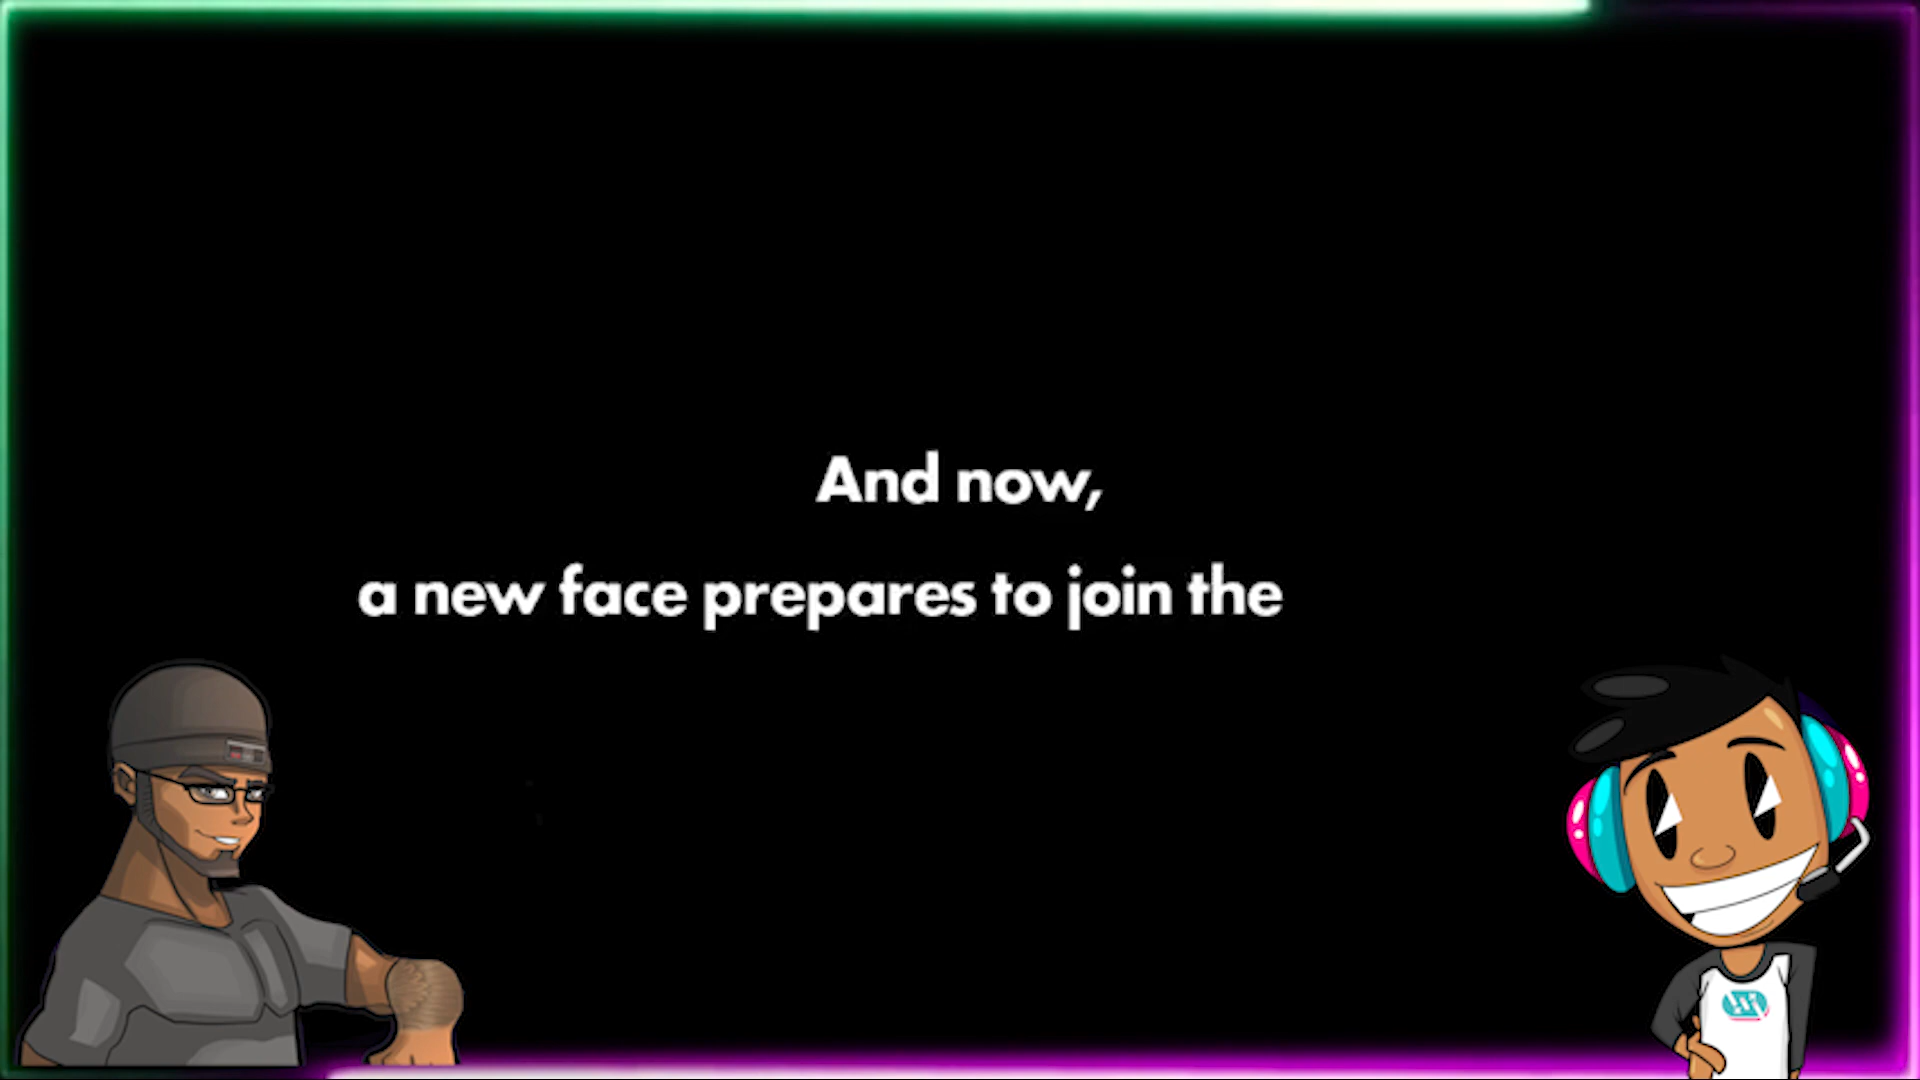 And now,
a new face prepares to join the